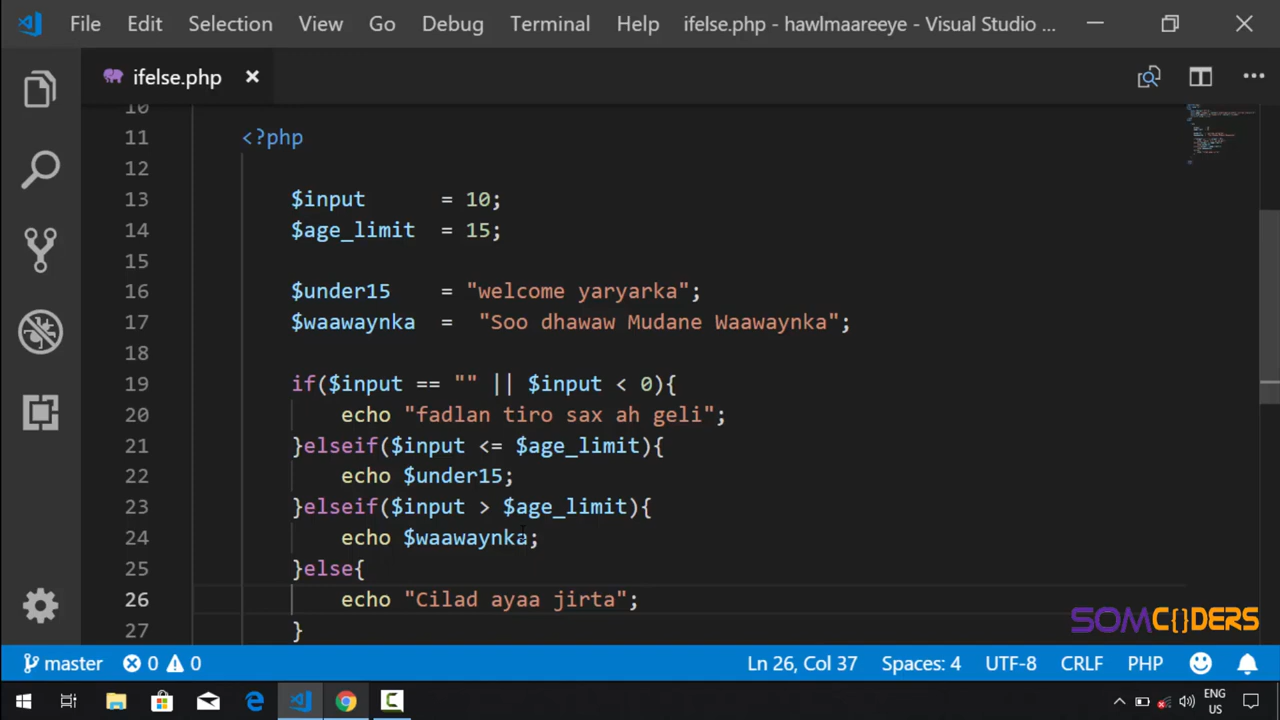 File Edit Selection View Go Debug Terminal Help ifelse.php - hawlmaareeye - Visual Studio ...
ifelse.php
10
11 <?php
12
13 $input = 10;
14 $age_limit = 15;
15
16 $under15 = "welcome yaryarka";
17 $waawaynka = "Soo dhawaw Mudane Waawaynka";
18
19 if($input == "" || $input < 0){
20 echo "fadlan tiro sax ah geli";
21 }elseif($input <= $age_limit){
22 echo $under15;
23 }elseif($input > $age_limit){
24 echo $waawaynka;
25 }else{
26 echo "Cilad ayaa jirta";
27 }
SOMC{}DERS
master 0 0 Ln 26, Col 37 Spaces: 4 UTF-8 CRLF PHP
ENG
US